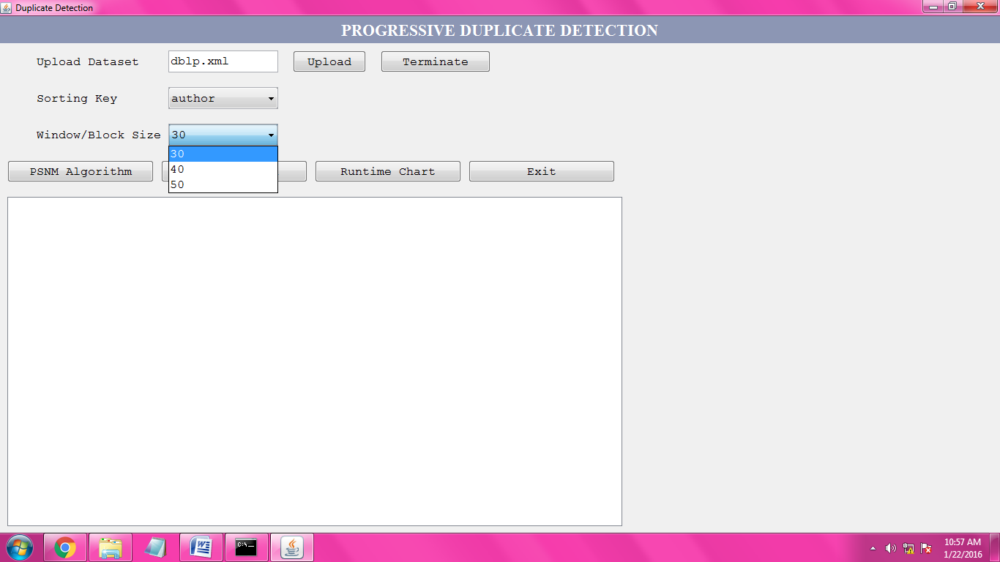 Duplicate Detection
PROGRESSIVE DUPLICATE DETECTION
Upload Dataset dblp.xml Upload Terminate
Sorting Key author
Window/Block Size 30
30
40
50
PSNM Algorithm Runtime Chart Exit
C:\
10:57 AM
1/22/2016